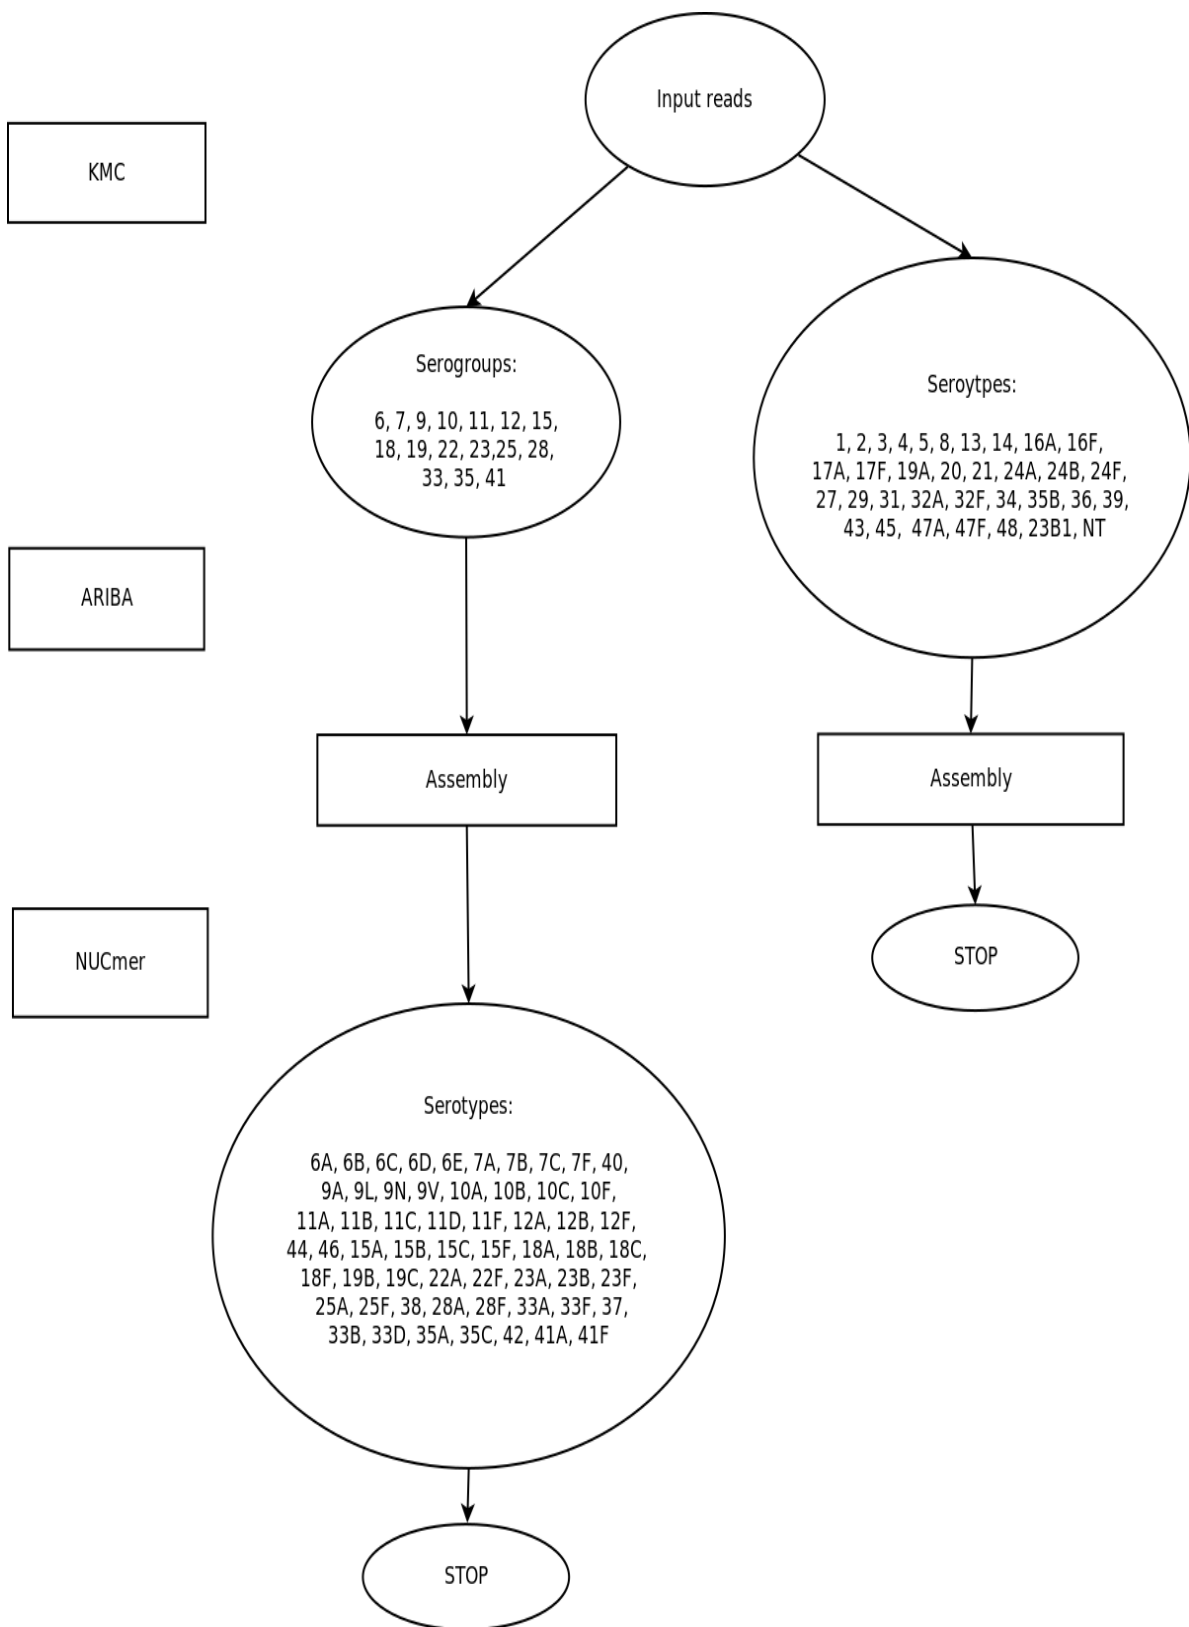 Input reads
KMC
Serogroups:
6, 7, 9, 10, 11, 12, 15,
18, 19, 22, 23,25, 28,
33, 35, 41
Seroytpes:
1, 2, 3, 4, 5, 8, 13, 14, 16A, 16F,
17A, 17F, 19A, 20, 21, 24A, 24B, 24F,
27, 29, 31, 32A, 32F, 34, 35B, 36, 39,
43, 45,  47A, 47F, 48, 23B1, NT
ARIBA
Assembly
Assembly
NUCmer
STOP
Serotypes:
6A, 6B, 6C, 6D, 6E, 7A, 7B, 7C, 7F, 40,
9A, 9L, 9N, 9V, 10A, 10B, 10C, 10F,
11A, 11B, 11C, 11D, 11F, 12A, 12B, 12F,
44, 46, 15A, 15B, 15C, 15F, 18A, 18B, 18C,
18F, 19B, 19C, 22A, 22F, 23A, 23B, 23F,
25A, 25F, 38, 28A, 28F, 33A, 33F, 37,
33B, 33D, 35A, 35C, 42, 41A, 41F
STOP